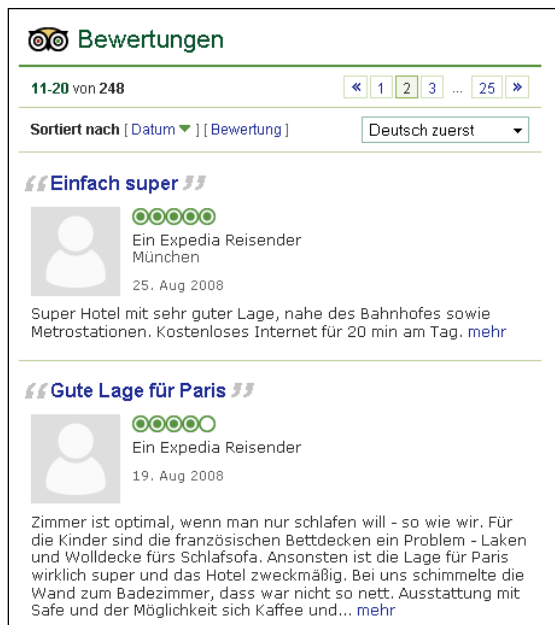 Bewertungen
11-20 von 248
« 1 2 3 ... 25 »
Sortiert nach [ Datum ▼ ] [ Bewertung ]
Deutsch zuerst
“Einfach super”
Ein Expedia Reisender
München
25. Aug 2008
Super Hotel mit sehr guter Lage, nahe des Bahnhofes sowie
Metrostationen. Kostenloses Internet für 20 min am Tag. mehr
“Gute Lage für Paris”
Ein Expedia Reisender
19. Aug 2008
Zimmer ist optimal, wenn man nur schlafen will - so wie wir. Für
die Kinder sind die französischen Bettdecken ein Problem - Laken
und Wolldecke fürs Schlafsofa. Ansonsten ist die Lage für Paris
wirklich super und das Hotel zweckmäßig. Bei uns schimmelte die
Wand zum Badezimmer, dass war nicht so nett. Ausstattung mit
Safe und der Möglichkeit sich Kaffee und... mehr